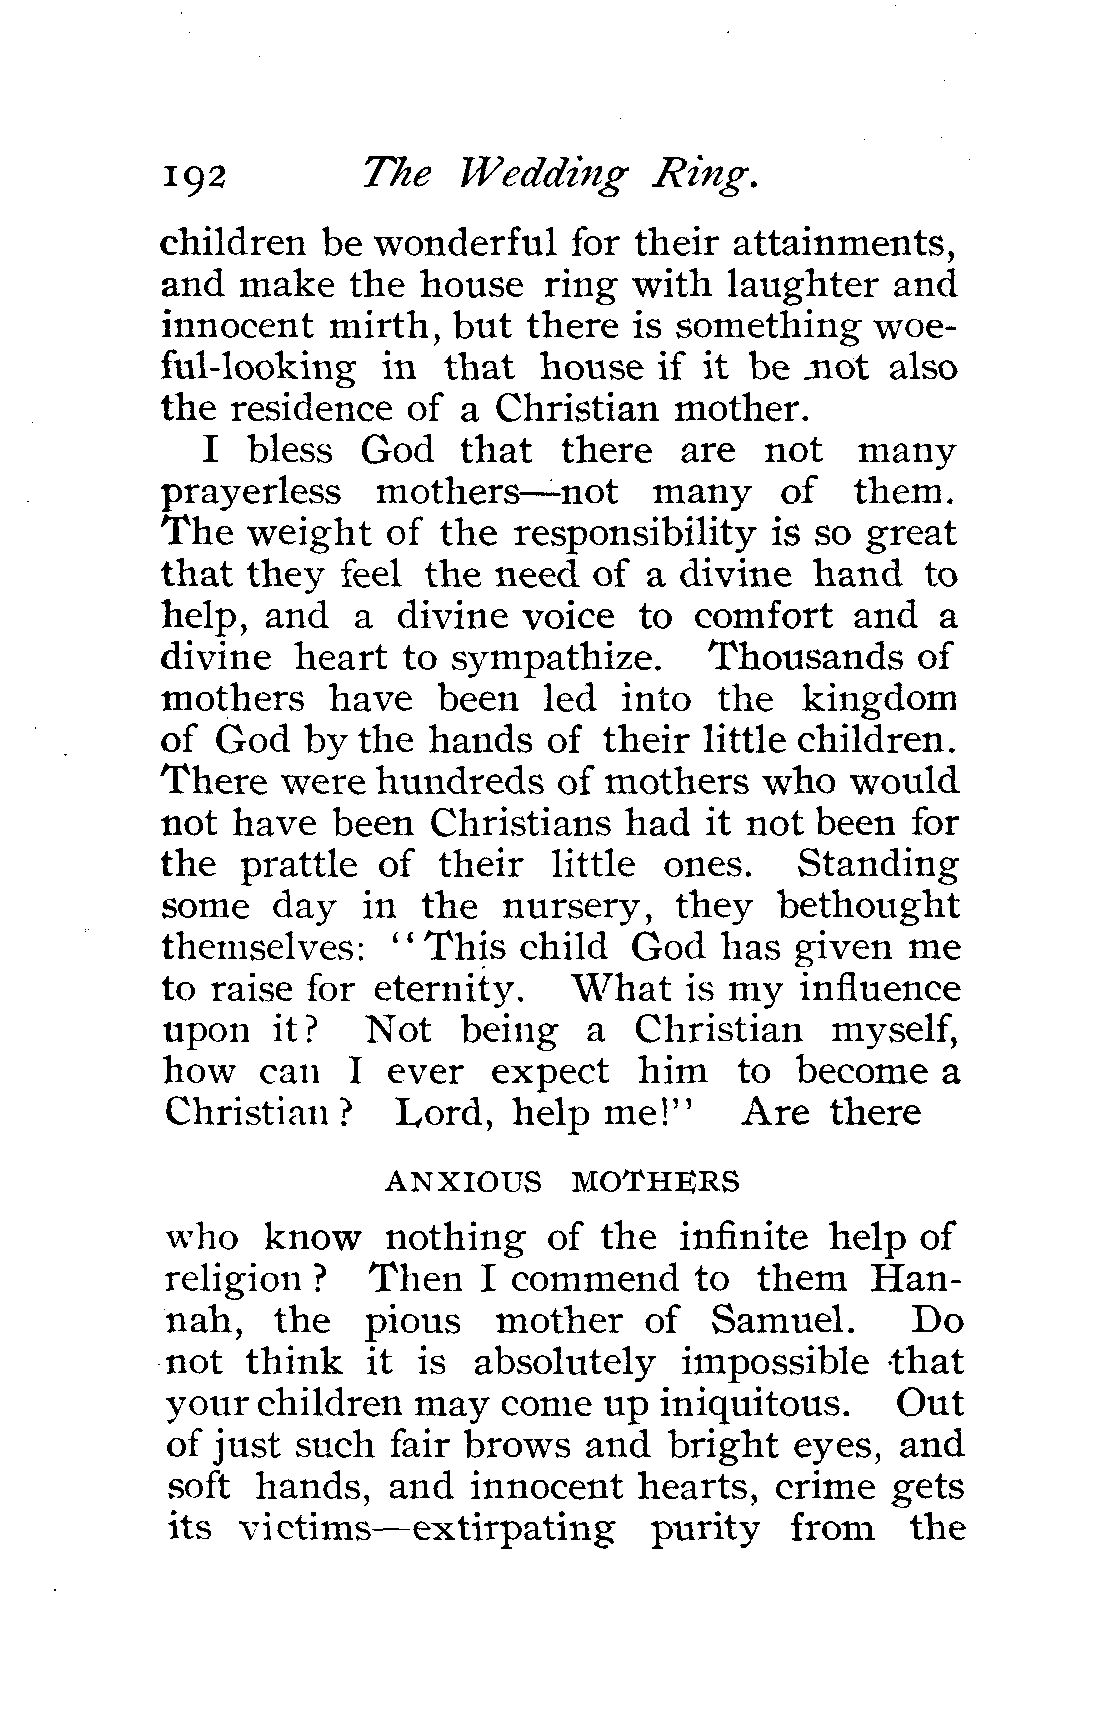 192 The Wedding Ring.
children be wonderful for their attainments,
and make the house ring with laughter and
innocent mirth, but there is something woe-
ful-looking in that house if it be not also
the residence of a Christian mother.
I bless God that there are not many
prayerless mothers—not many of them.
The weight of the responsibility is so great
that they feel the need of a divine hand to
help, and a divine voice to comfort and a
divine heart to sympathize. Thousands of
mothers have been led into the kingdom
of God by the hands of their little children.
There were hundreds of mothers who would
not have been Christians had it not been for
the prattle of their little ones. Standing
some day in the nursery, they bethought
themselves: "This child God has given me
to raise for eternity. What is my influence
upon it? Not being a Christian myself,
how can I ever expect him to become a
Christian? Lord, help me!" Are there
ANXIOUS MOTHERS
who know nothing of the infinite help of
religion? Then I commend to them Han-
nah, the pious mother of Samuel. Do
not think it is absolutely impossible that
your children may come up iniquitous. Out
of just such fair brows and bright eyes, and
soft hands, and innocent hearts, crime gets
its victims—extirpating purity from the